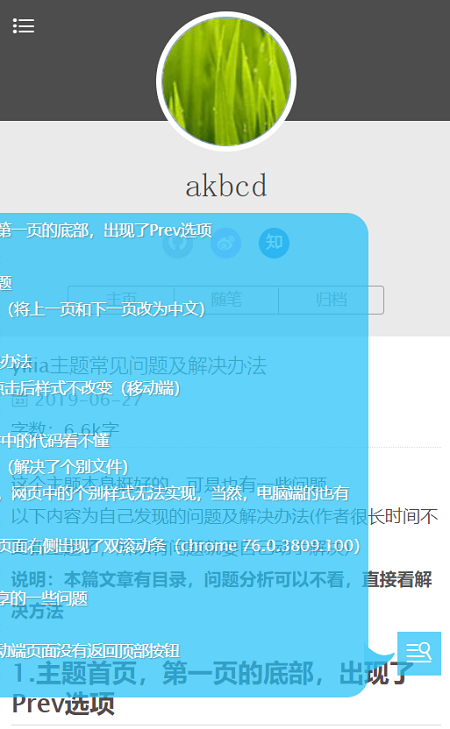 akbcd
第一页的底部，出现了Prev选项
知
题
主页 随笔 归档
（将上一页和下一页改为中文）
办法
yilia主题常见问题及解决办法
点击后样式不改变（移动端）
2019-06-27
字数：6.6k字
中的代码看不懂
（解决了个别文件）
这个主题本身挺好的，可是也有一些问题
，网页中的个别样式无法实现，当然，电脑端的也有
以下内容为自己发现的问题及解决办法(作者很长时间不
页面右侧出现了双滚动条（chrome 76.0.3809.100）
说明：本篇文章有目录，问题分析可以不看，直接看解
决方法
享的一些问题
动端页面没有返回顶部按钮
1.主题首页，第一页的底部，出现了
Prev选项